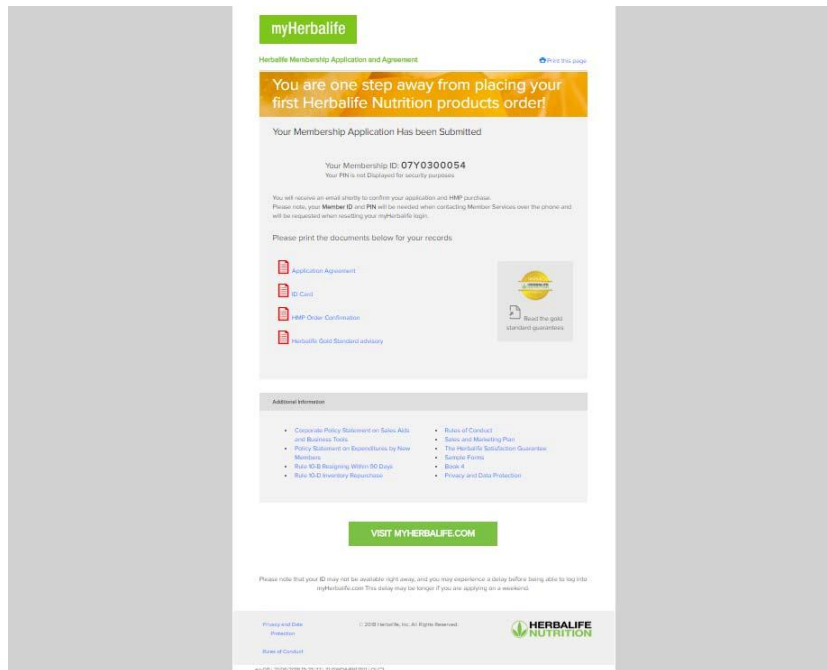 myHerbalife
Herbalife Membership Application and Agreement
Print this page
You are one step away from placing your
first Herbalife Nutrition products order!
Your Membership Application Has been Submitted
Your Membership ID: 07Y0300054
Your PIN is not Displayed for security purposes
You will receive an email shortly to confirm your application and HMP purchase.
Please note, your Member ID and PIN will be needed when contacting Member Services over the phone and
will be requested when resetting your myHerbalife login.
Please print the documents below for your records
Application Agreement
ID Card
HMP Order Confirmation
Herbalife Gold Standard advisory
HERBALIFE
Read the gold
standard guarantees
Additional Information
Corporate Policy Statement on Sales Aids
and Business Tools
Policy Statement on Expenditures by New
Members
Rule 10-B Resigning Within 90 Days
Rule 10-D Inventory Repurchase
Rules of Conduct
Sales and Marketing Plan
The Herbalife Satisfaction Guarantee
Sample Forms
Book 4
Privacy and Data Protection
VISIT MYHERBALIFE.COM
Please note that your ID may not be available right away, and you may experience a delay before being able to log into
myHerbalife.com This delay may be longer if you are applying on a weekend.
Privacy and Data
Protection
Rules of Conduct
© 2018 Herbalife, Inc. All Rights Reserved.
HERBALIFE
NUTRITION